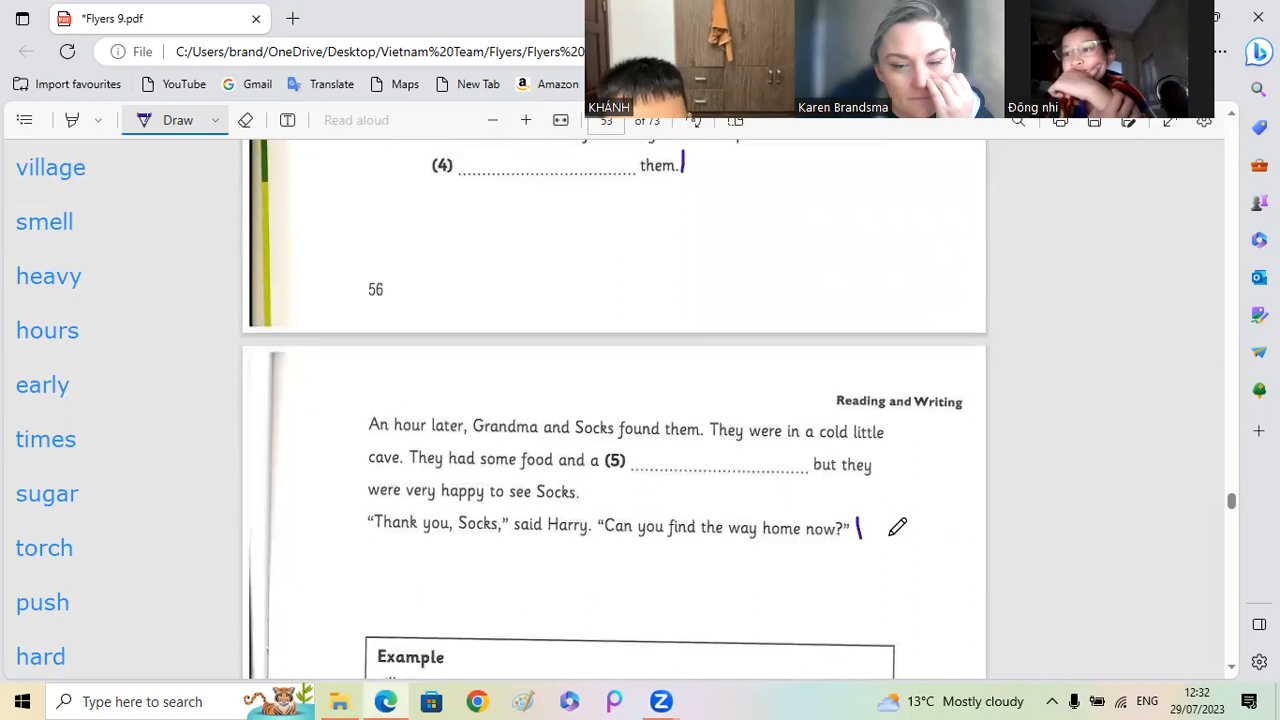 *Flyers 9.pdf
File
C:/Users/brand/OneDrive/Desktop/Vietnam%20Team/Flyers/Flyers%20
Import favourites
YouTube
Gmail
Translate
Maps
New tab
Amazon
KHÁNH
Karen Brandsma
Đông nhi
Draw
Read aloud
53
of 73
village
smell
heavy
hours
early
times
sugar
torch
push
hard
(4) ........................................ them.
56
Reading and Writing
An hour later, Grandma and Socks found them. They were in a cold little
cave. They had some food and a (5) ........................................ but they
were very happy to see Socks.
“Thank you, Socks,” said Harry. “Can you find the way home now?”
Example
Type here to search
13°C Mostly cloudy
ENG
12:32
29/07/2023